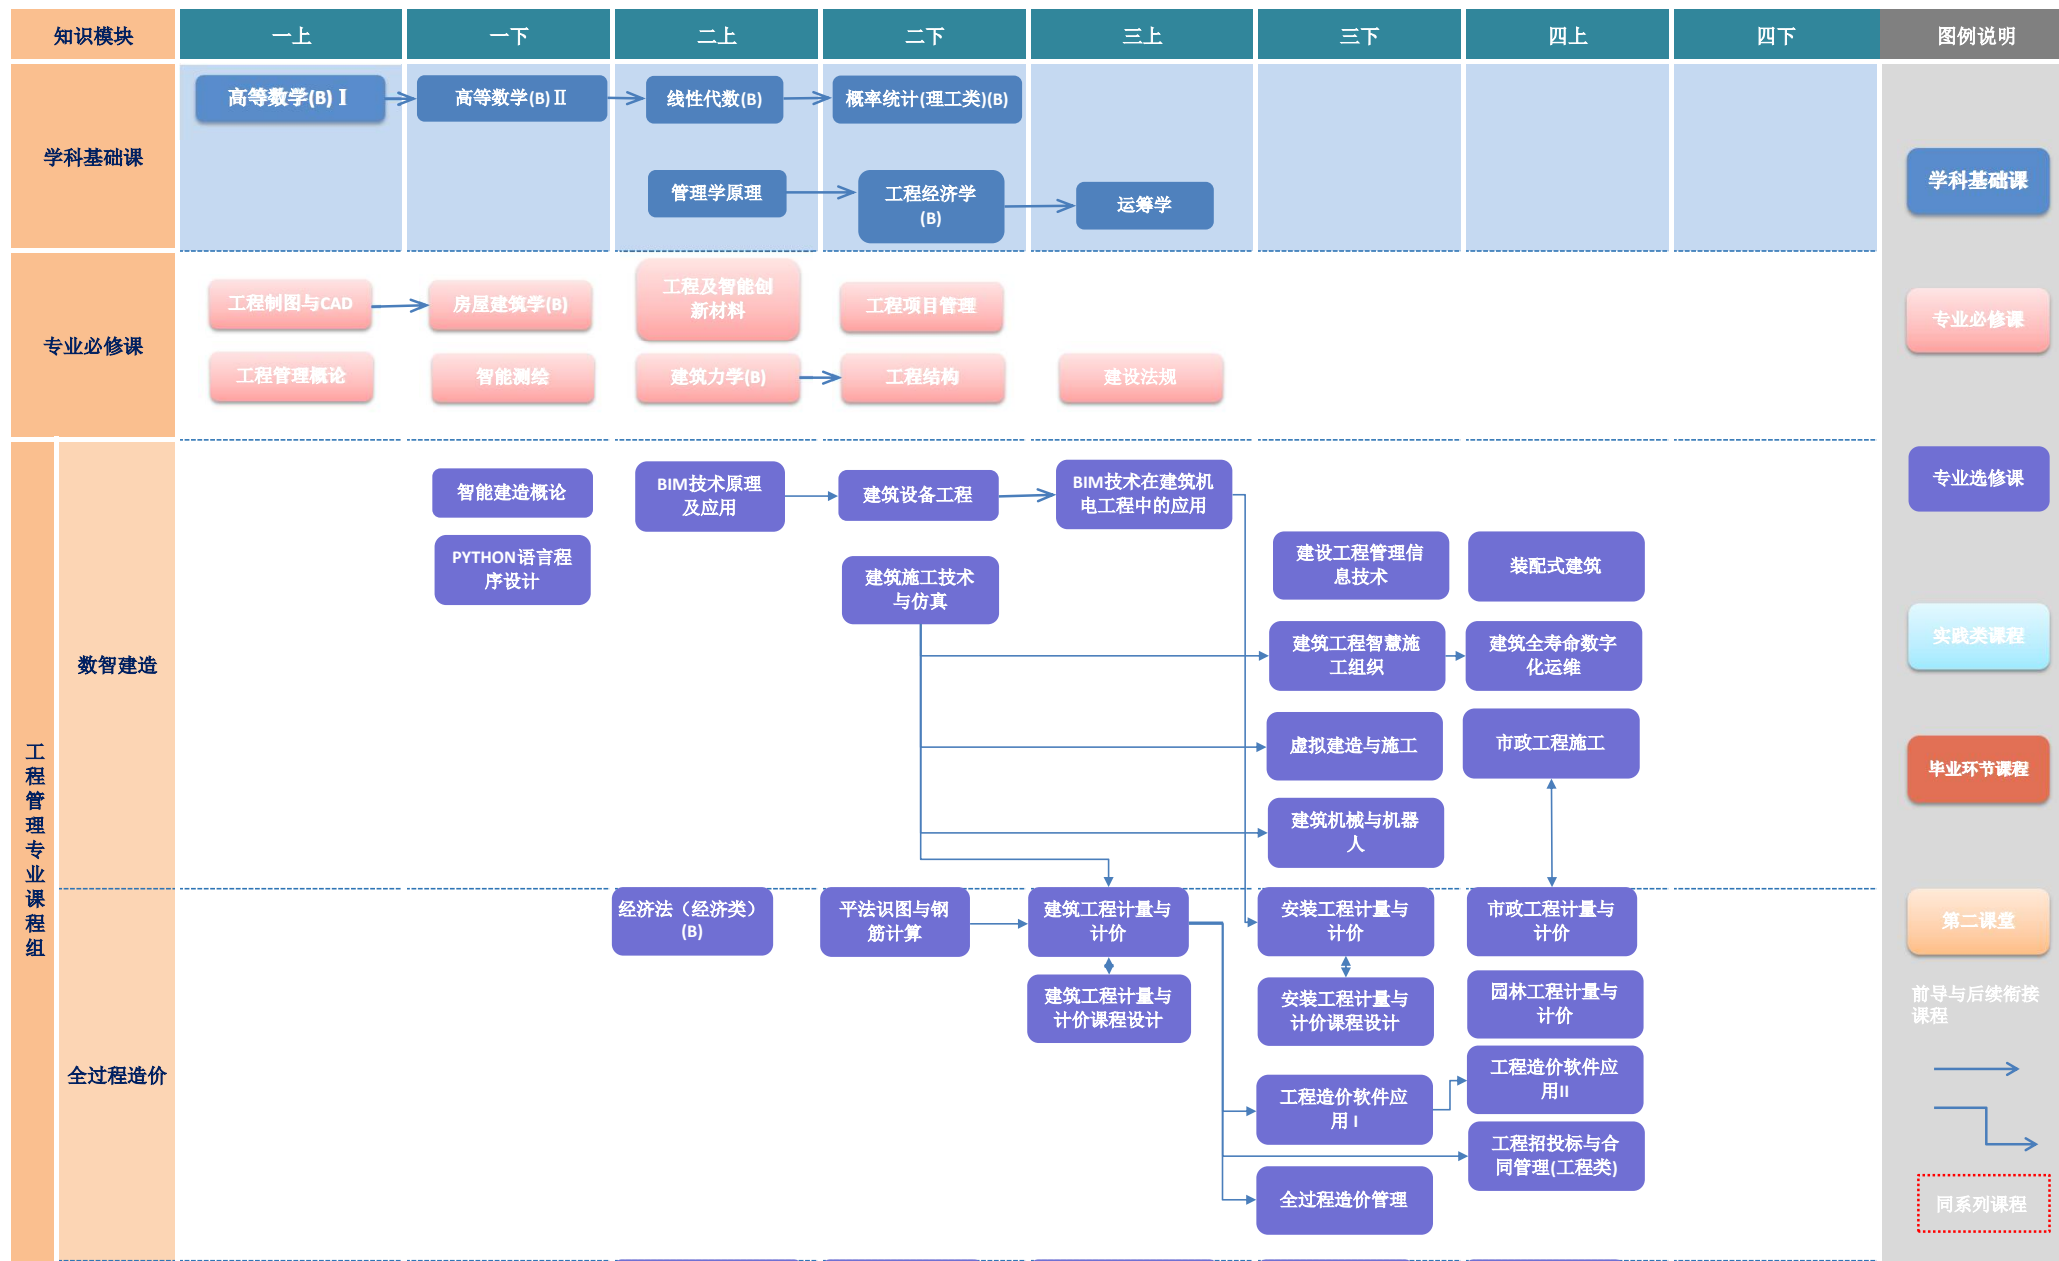 知识模块
一上
一下
二上
二下
三上
三下
四上
四下
图例说明
学科基础课
高等数学(B) Ⅰ
高等数学(B) Ⅱ
线性代数(B)
概率统计(理工类)(B)
管理学原理
工程经济学
(B)
运筹学
专业必修课
工程制图与CAD
房屋建筑学(B)
工程及智能创
新材料
工程项目管理
工程管理概论
智能测绘
建筑力学(B)
工程结构
建设法规
工程管理专业课程组
数智建造
智能建造概论
BIM技术原理
及应用
建筑设备工程
BIM技术在建筑机
电工程中的应用
PYTHON语言程
序设计
建筑施工技术
与仿真
建设工程管理信
息技术
装配式建筑
建筑工程智慧施
工组织
建筑全寿命数字
化运维
虚拟建造与施工
市政工程施工
建筑机械与机器
人
全过程造价
经济法（经济类）
(B)
平法识图与钢
筋计算
建筑工程计量与
计价
安装工程计量与
计价
市政工程计量与
计价
建筑工程计量与
计价课程设计
安装工程计量与
计价课程设计
园林工程计量与
计价
工程造价软件应
用 I
工程造价软件应
用II
工程招投标与合
同管理(工程类)
全过程造价管理
学科基础课
专业必修课
专业选修课
实践类课程
毕业环节课程
第二课堂
前导与后续衔接
课程
同系列课程